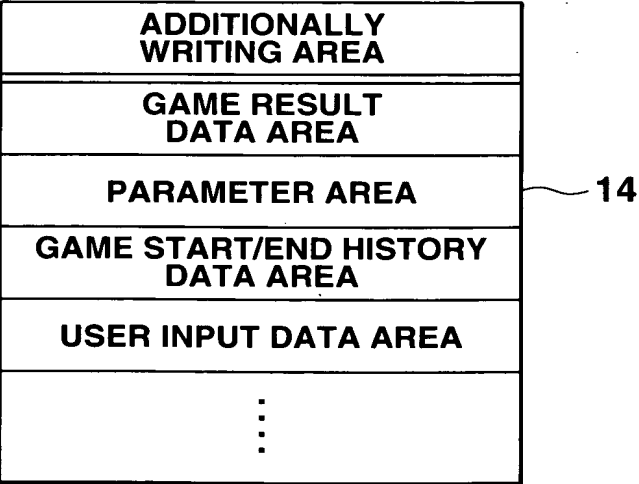 ADDITIONALLY
WRITING AREA
GAME RESULT
DATA AREA
PARAMETER AREA
14
GAME START/END HISTORY
DATA AREA
USER INPUT DATA AREA